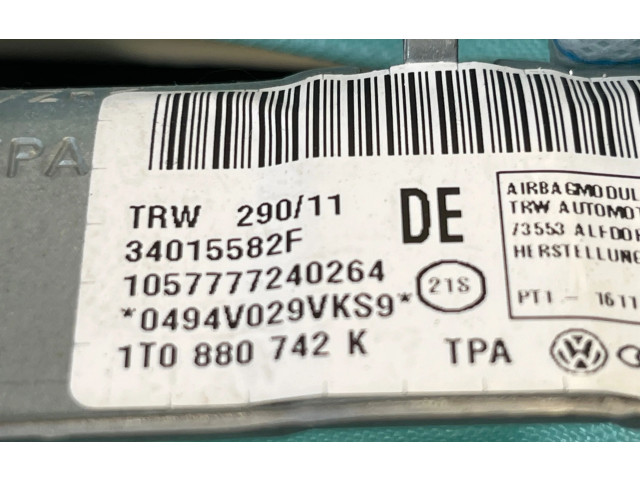 PA
TRW 290/11
DE
34015582F
1057777240264
21S
*0494V029VKS9*
1T0 880 742 K
TPA
AIRBAGMODUL
TRW AUTOMOT
73553 ALFDOR
HERSTELLUNG
PT1 - 1611